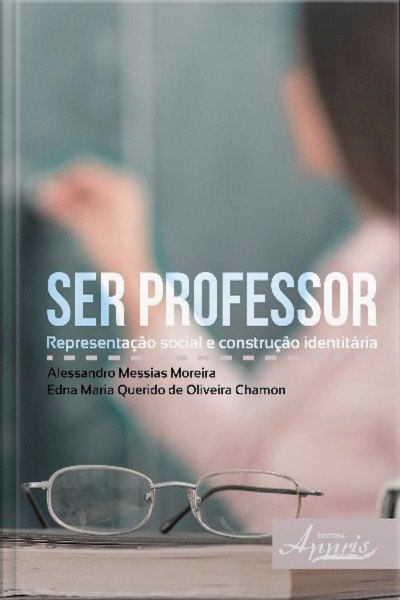 SER PROFESSOR
Representação social e construção identitária
Alessandro Messias Moreira
Edna Maria Querido de Oliveira Chamon
EDITORA
Appris